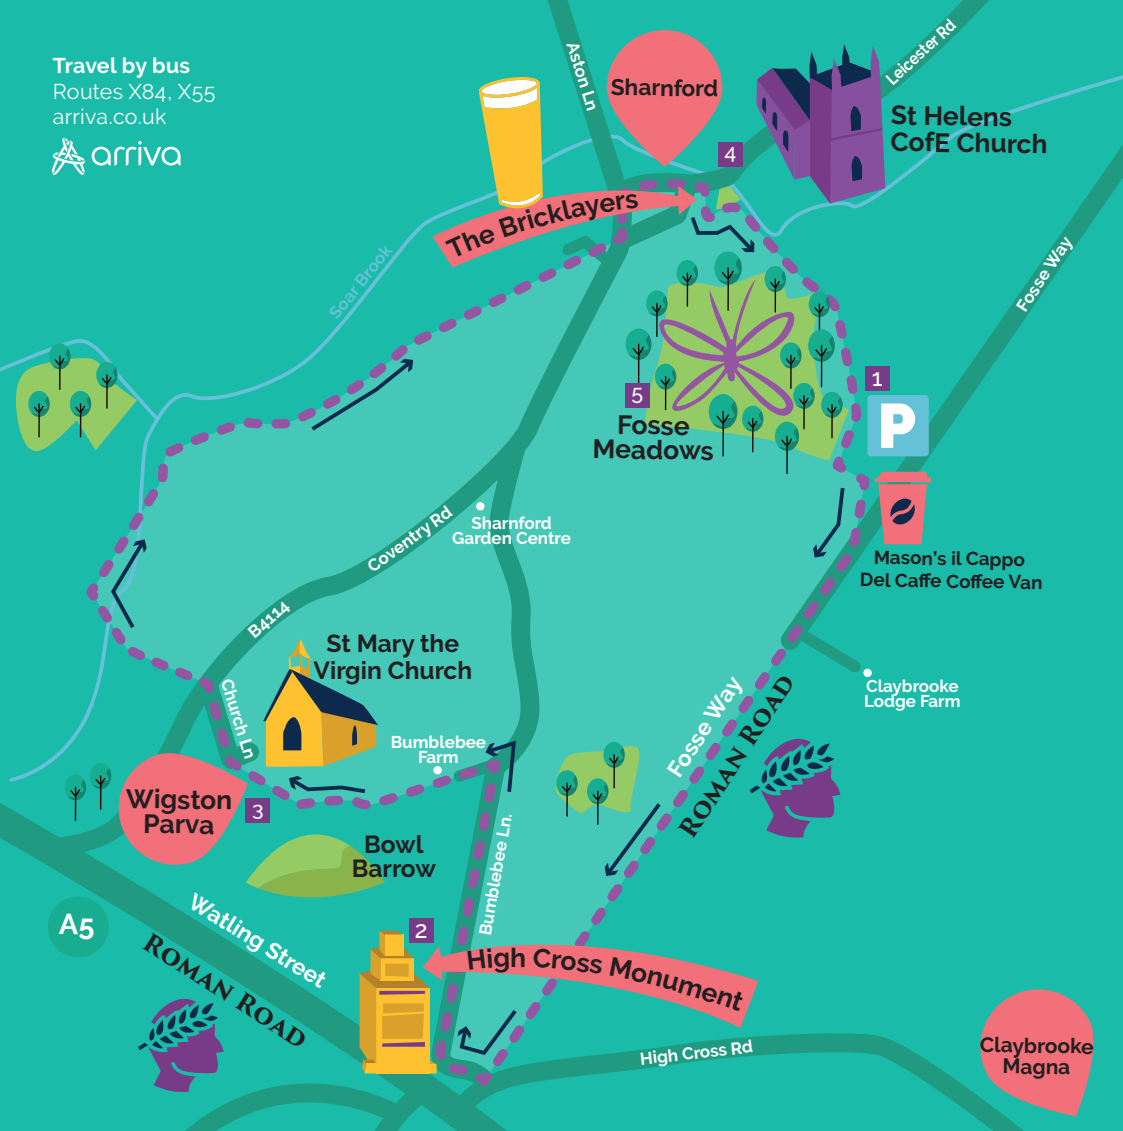 Travel by bus
Routes X84, X55
arriva.co.uk
arriva
Aston Ln
Sharnford
Leicester Rd
St Helens
CofE Church
4
The Bricklayers
Soar Brook
Fosse Way
1
P
5
Fosse
Meadows
Mason's il Cappo
Del Caffe Coffee Van
Sharnford
Garden Centre
Coventry Rd
B4114
St Mary the
Virgin Church
Church Ln
Claybrooke
Lodge Farm
Fosse Way
ROMAN ROAD
Bumblebee
Farm
Wigston
Parva
3
Bowl
Barrow
Bumblebee Ln.
A5
Watling Street
ROMAN ROAD
2
High Cross Monument
High Cross Rd
Claybrooke
Magna